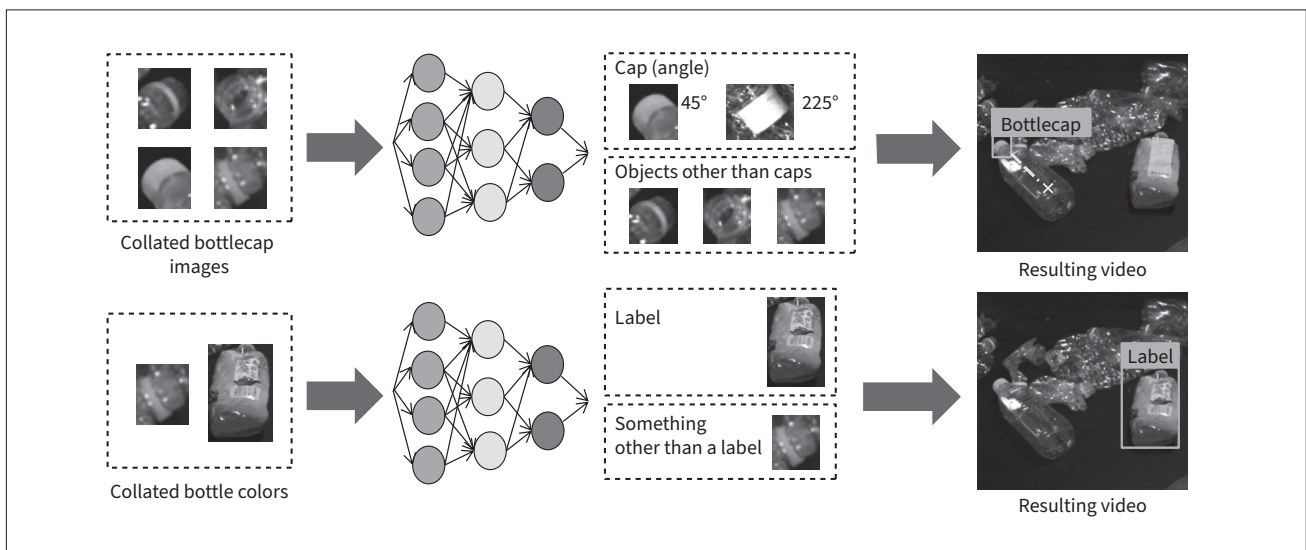 Cap (angle)
45°
225°
Objects other than caps
Bottlecap
Collated bottlecap
images
Resulting video
Label
Something
other than a label
Label
Collated bottle colors
Resulting video